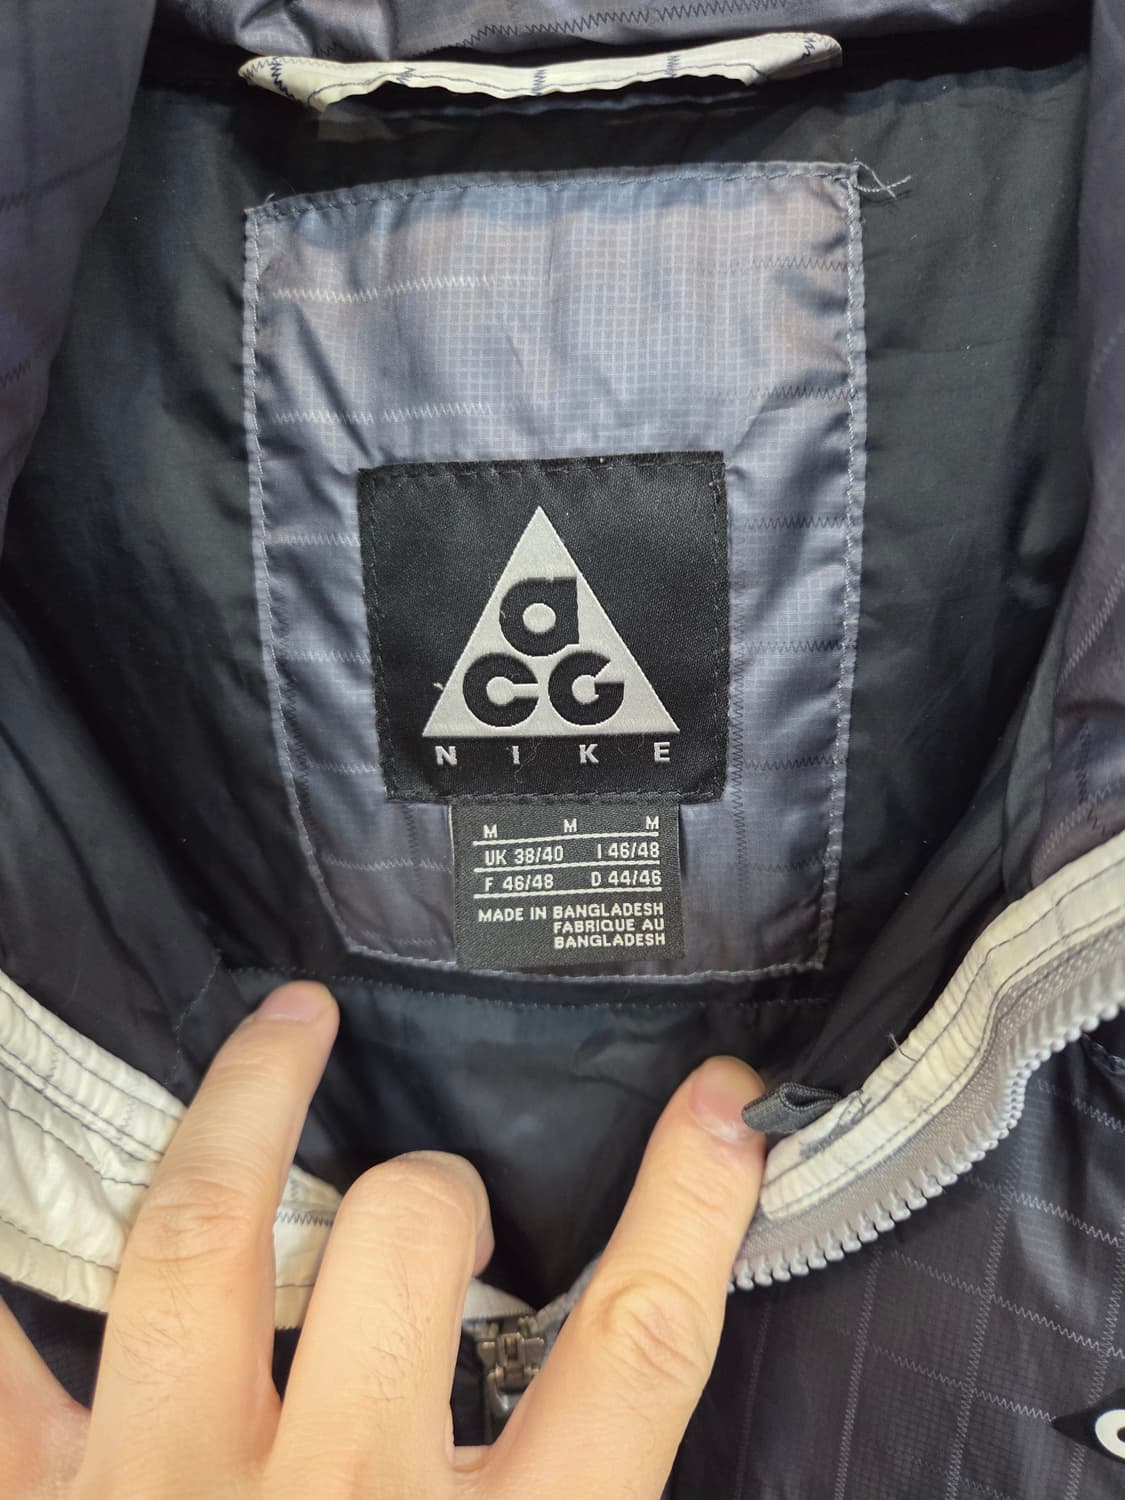 aCG
NIKE
M M M
UK 38/40 I 46/48
F 46/48 D 44/46
MADE IN BANGLADESH
FABRIQUE AU
BANGLADESH